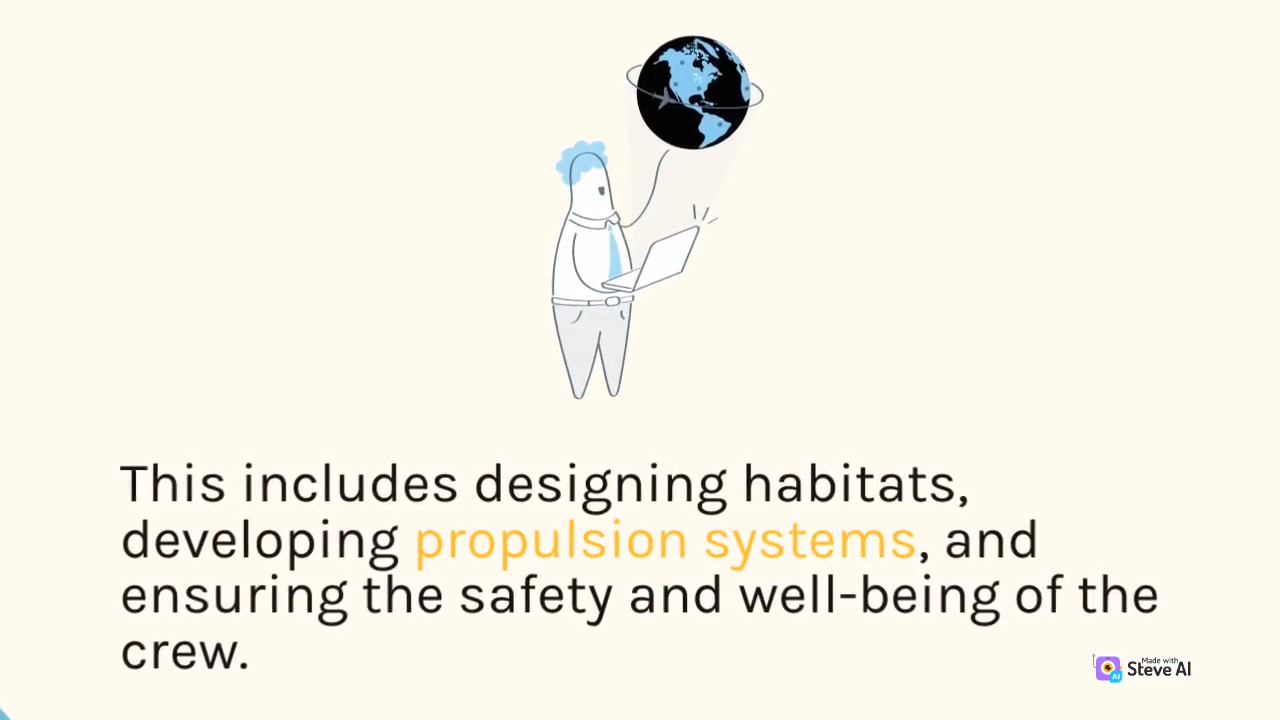 This includes designing habitats,
developing propulsion systems, and
ensuring the safety and well-being of the
crew.
Made with
Steve AI
AI